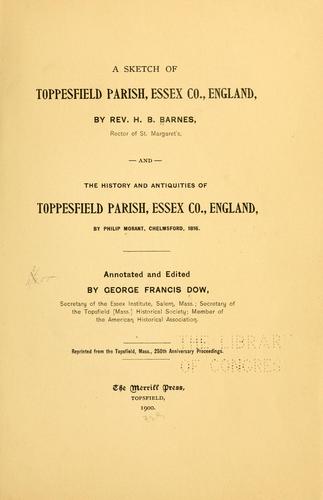 A SKETCH OF
TOPPESFIELD PARISH, ESSEX CO., ENGLAND,
BY REV. H. B. BARNES,
Rector of St. Margaret's.
— AND —
THE HISTORY AND ANTIQUITIES OF
TOPPESFIELD PARISH, ESSEX CO., ENGLAND,
BY PHILIP MORANT, CHELMSFORD, 1816.
Annotated and Edited
BY GEORGE FRANCIS DOW,
Secretary of the Essex Institute, Salem, Mass.; Secretary of
the Topsfield [Mass.] Historical Society; Member of
the American Historical Association.
Reprinted from the Topsfield, Mass., 250th Anniversary Proceedings.
THE LIBRARY
OF CONGRESS
The Merrill Press,
TOPSFIELD,
1900.